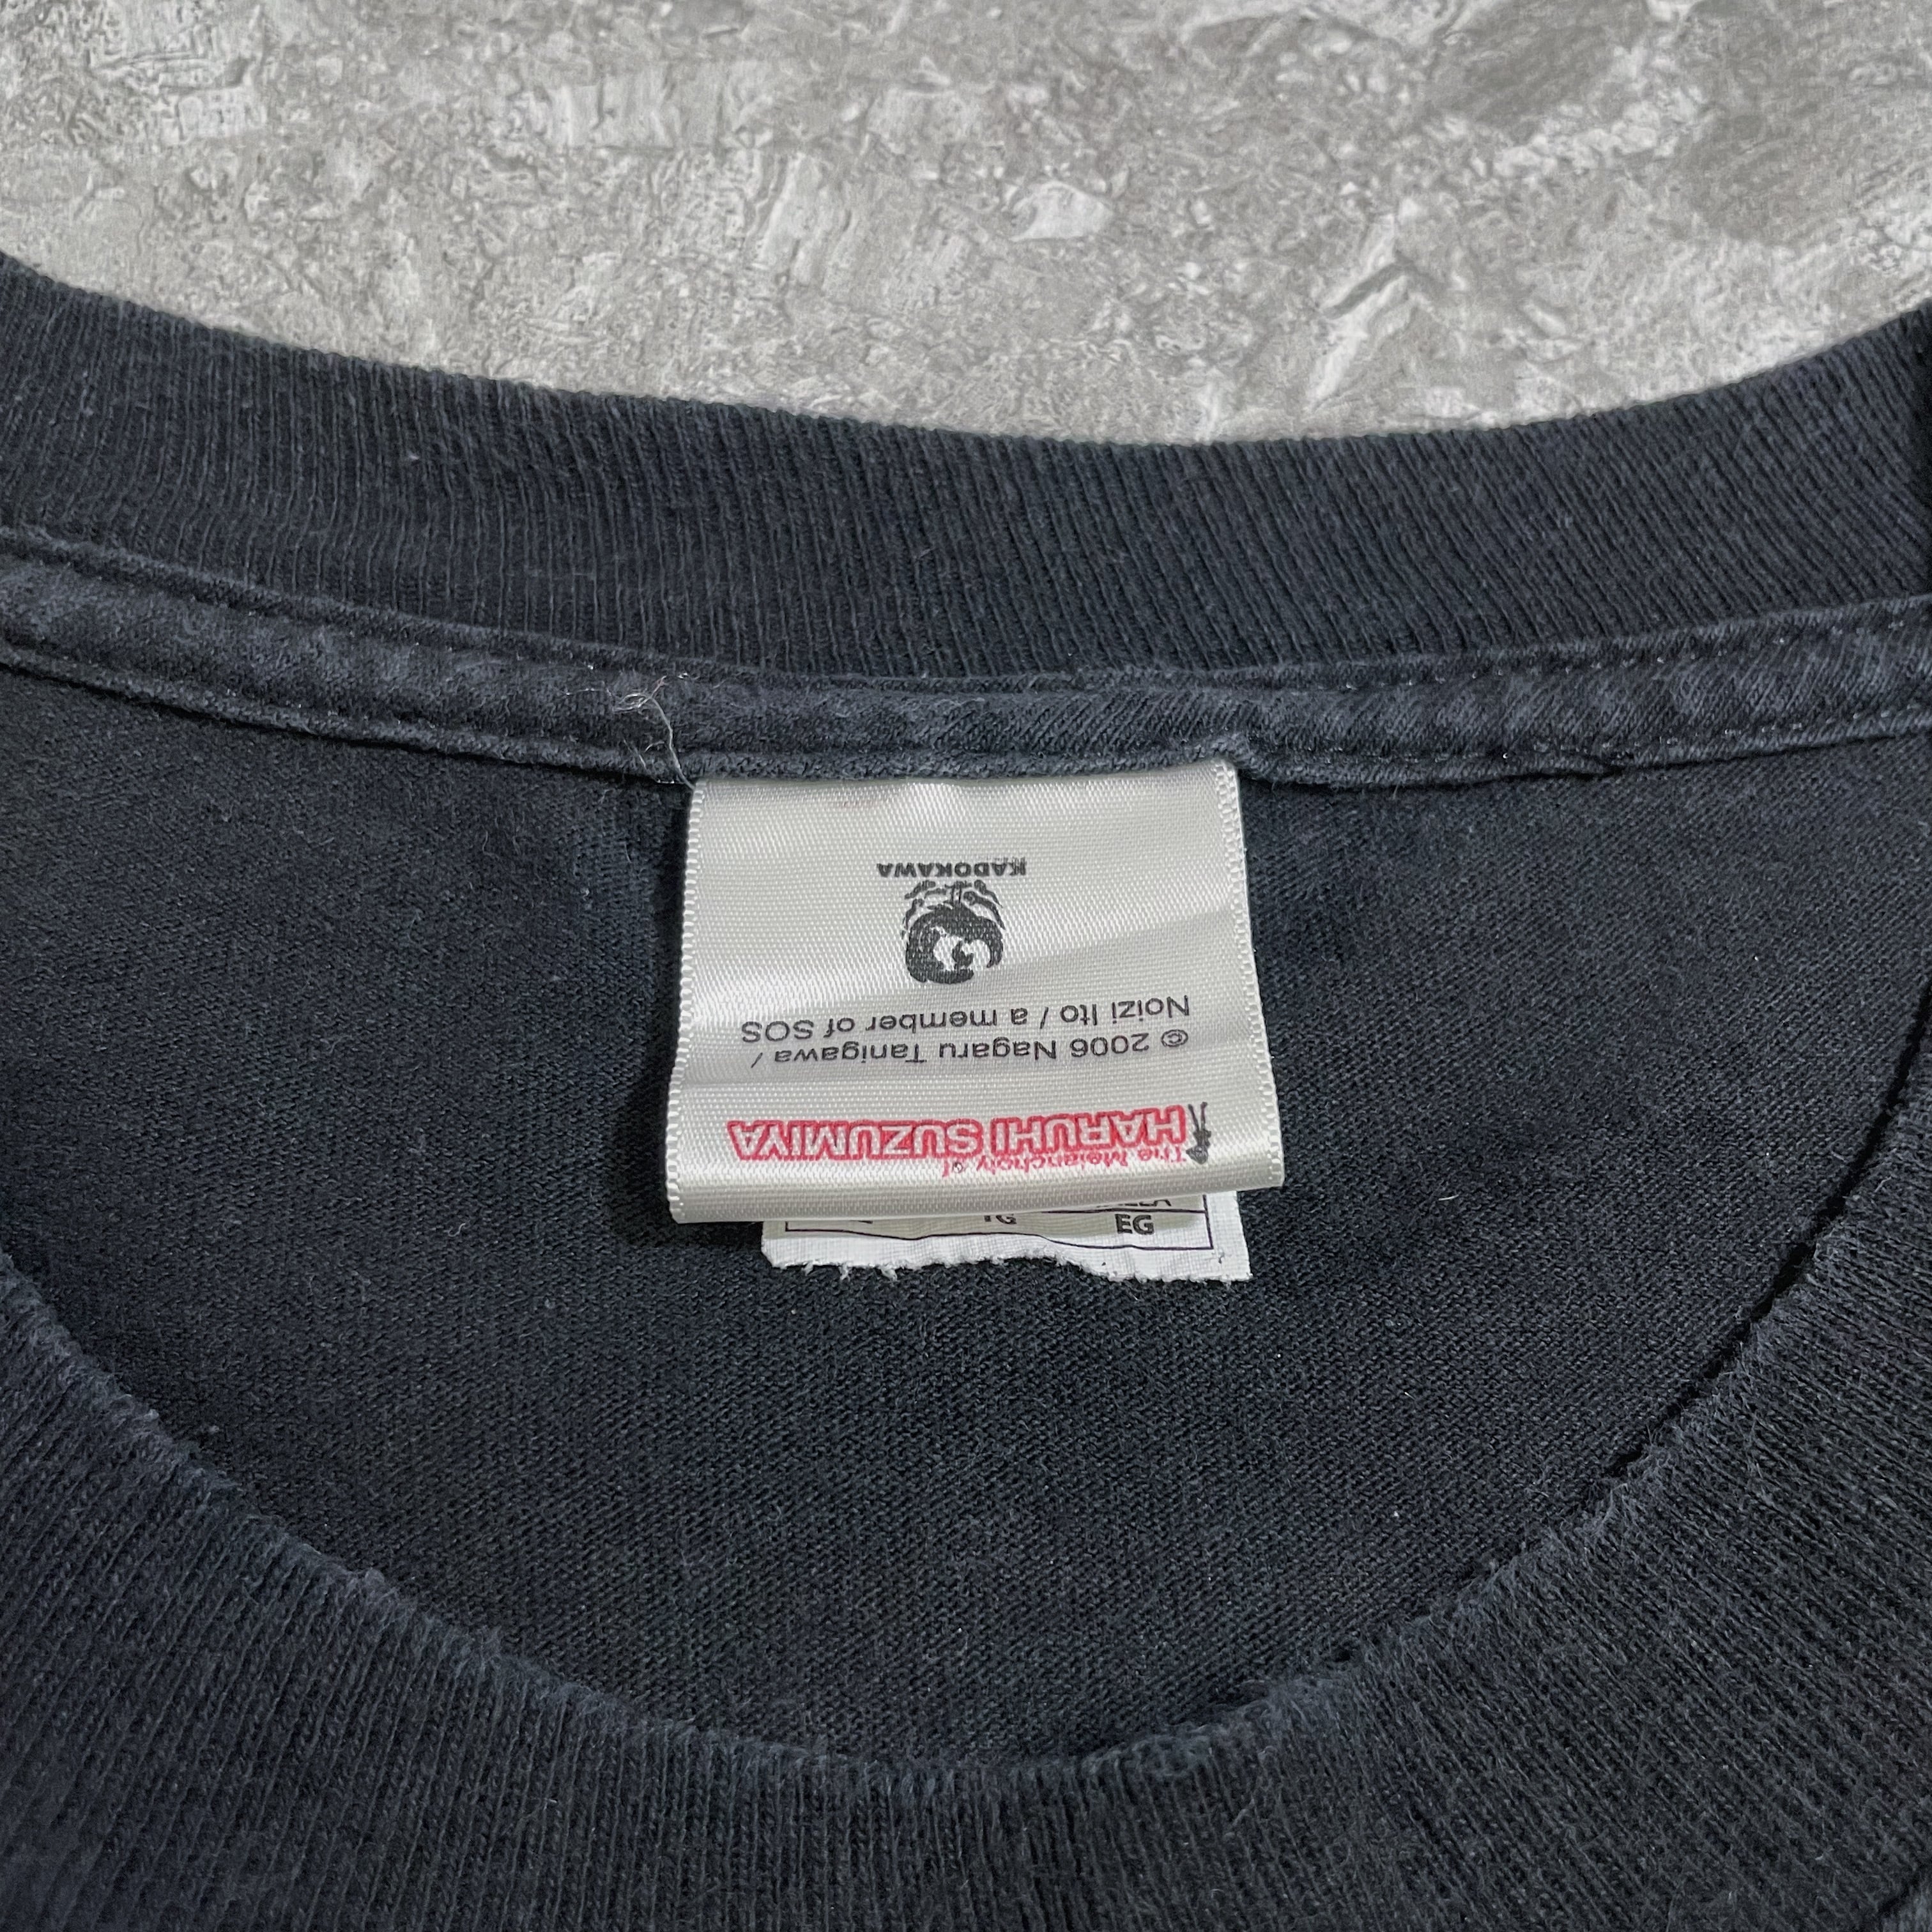 The Melancholy of
HARUHI SUZUMIYA
© 2006 Nagaru Tanigawa /
Noizi Ito / a member of SOS
KADOKAWA
EG